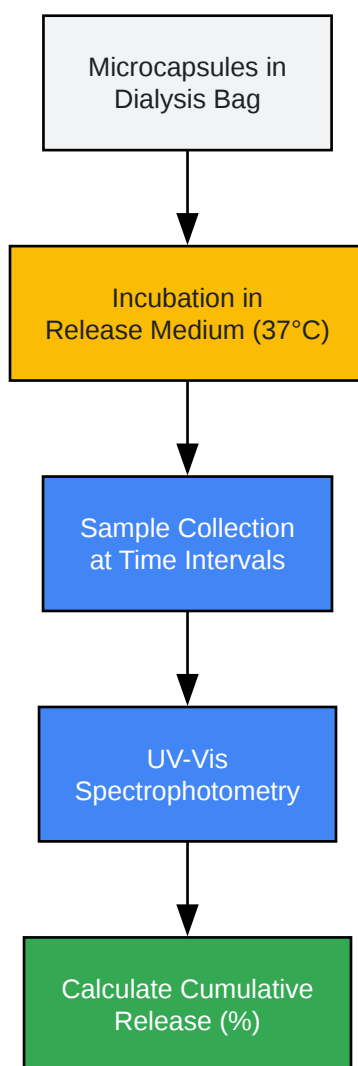 Microcapsules in
Dialysis Bag
Incubation in
Release Medium (37°C)
Sample Collection
at Time Intervals
UV-Vis
Spectrophotometry
Calculate Cumulative
Release (%)